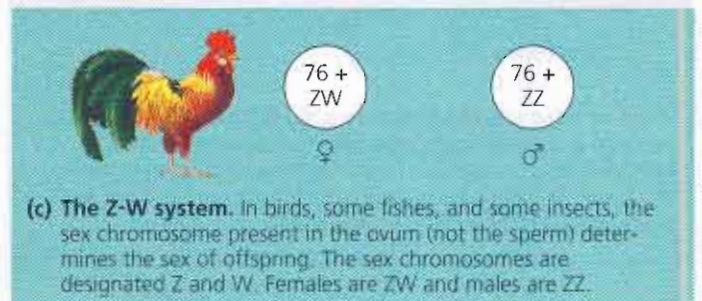 76 +
ZW
76 +
ZZ
♀
♂
(c) The Z-W system. In birds, some fishes, and some insects, the
sex chromosome present in the ovum (not the sperm) deter-
mines the sex of offspring. The sex chromosomes are
designated Z and W. Females are ZW and males are ZZ.